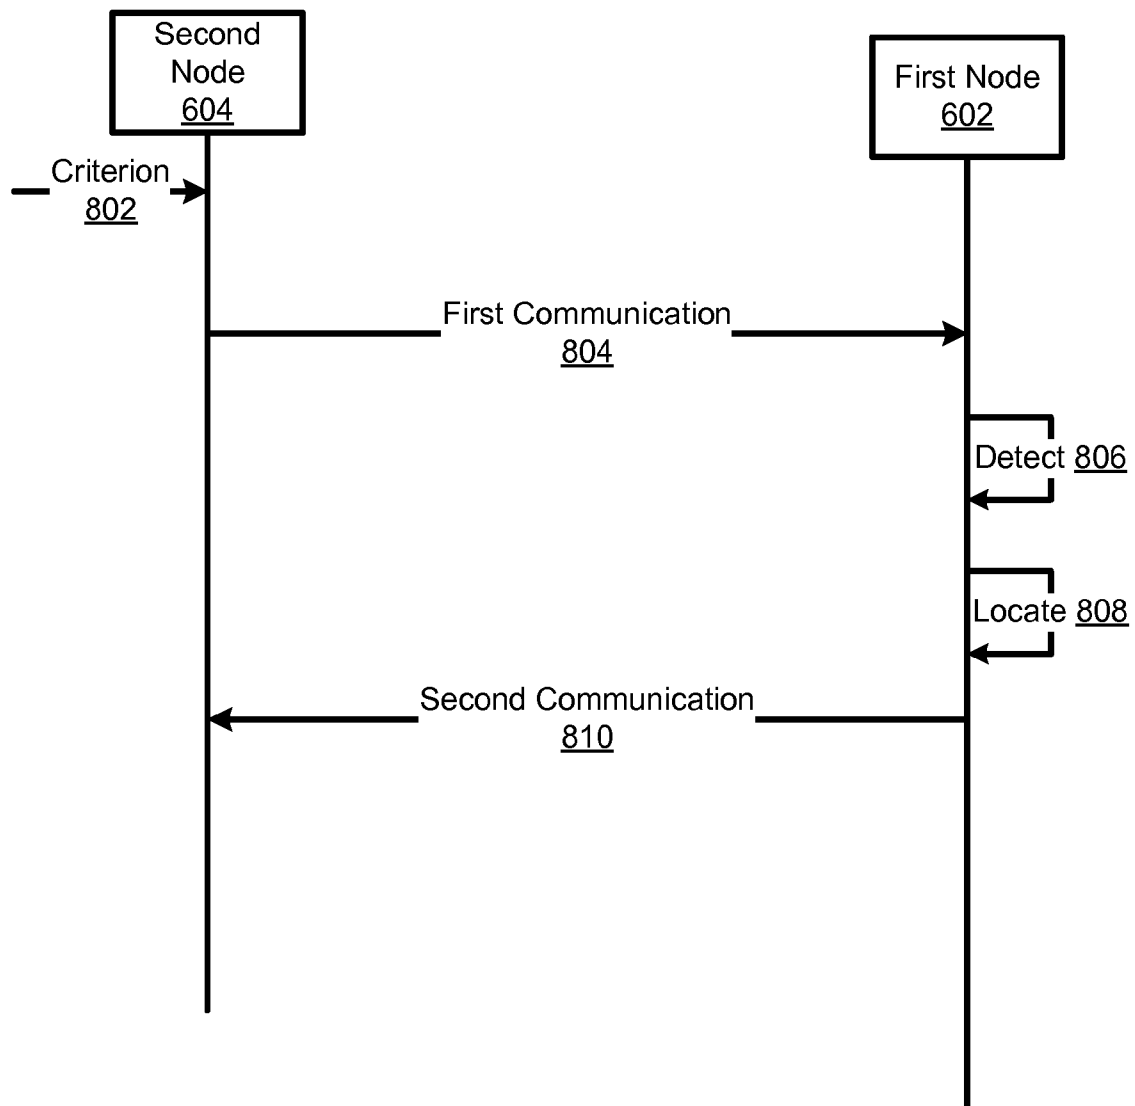 Second
Node
604
First Node
602
Criterion
802
First Communication
804
Detect 806
Locate 808
Second Communication
810